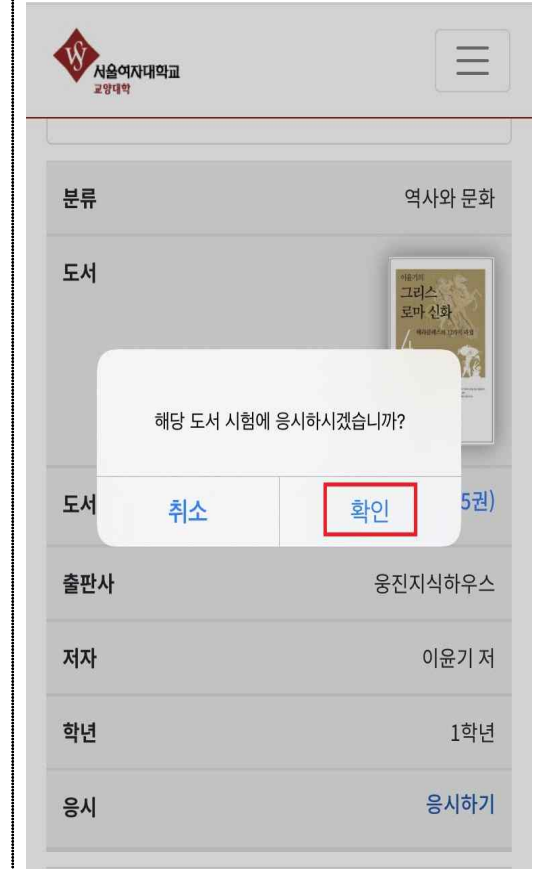 서울여자대학교
교양대학
분류 역사와 문화
도서
이윤기의
그리스
로마 신화
4
해당 도서 시험에 응시하시겠습니까?
도서 5권)
취소 확인
출판사 웅진지식하우스
저자 이윤기 저
학년 1학년
응시 응시하기